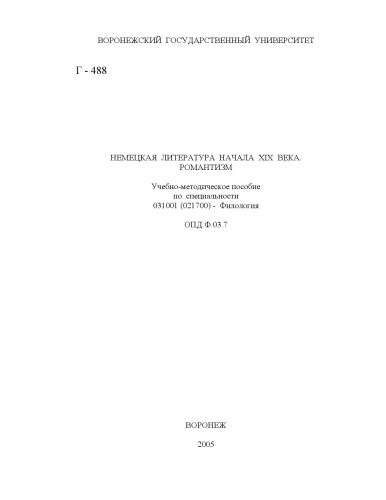 ВОРОНЕЖСКИЙ ГОСУДАРСТВЕННЫЙ УНИВЕРСИТЕТ
Г - 488
НЕМЕЦКАЯ ЛИТЕРАТУРА НАЧАЛА XIX ВЕКА.
РОМАНТИЗМ
Учебно-методическое пособие
по специальности
031001 (021700) - Филология
ОПД.Ф.03.7
ВОРОНЕЖ
2005